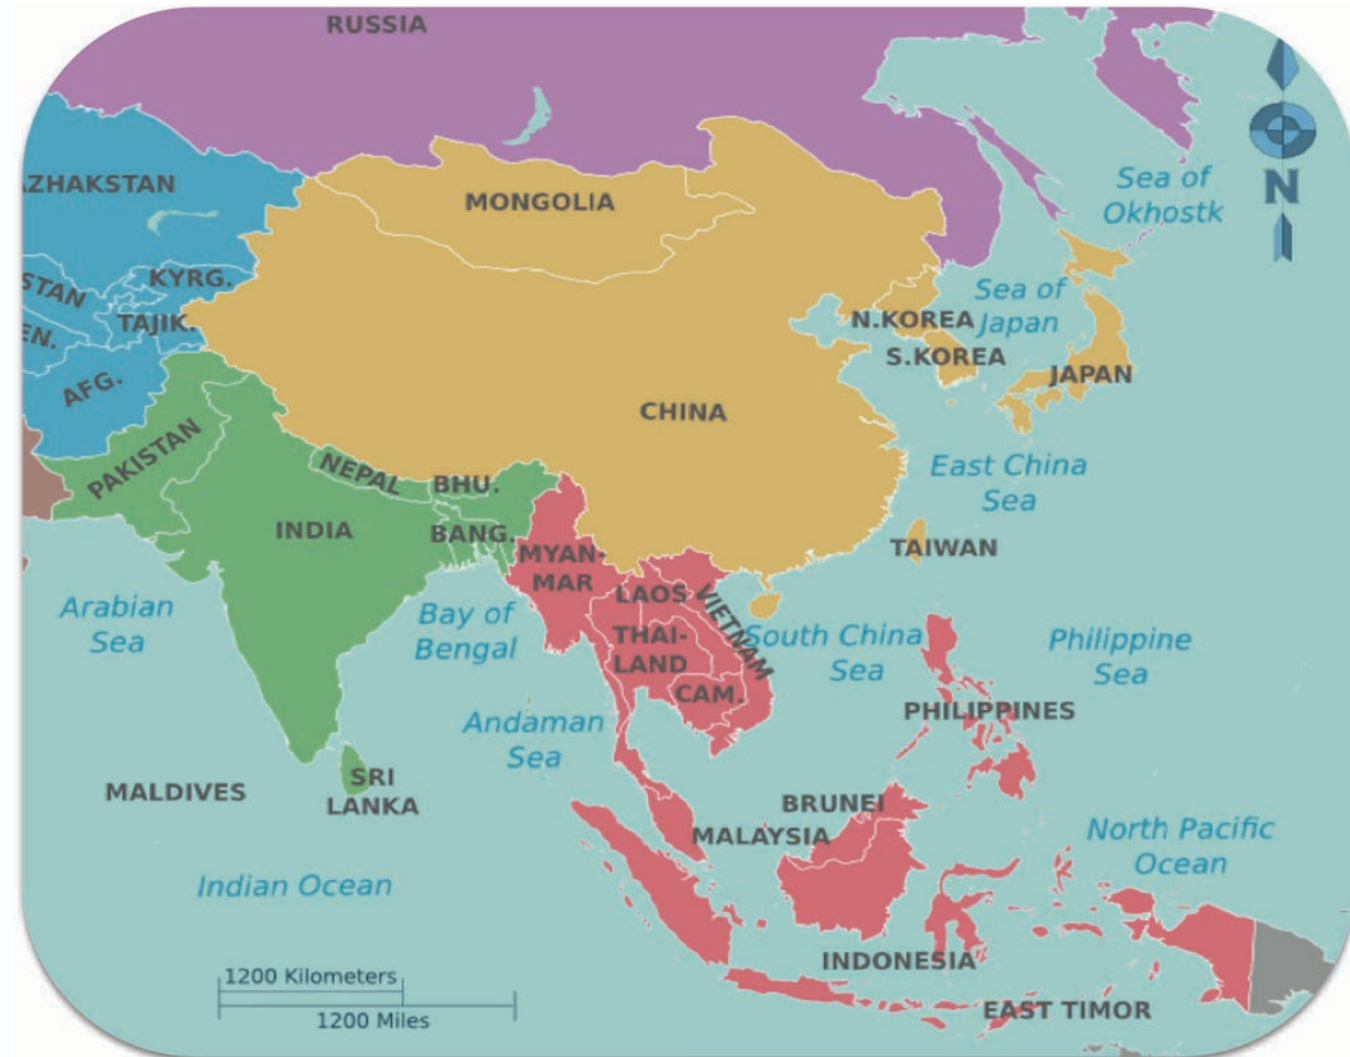 RUSSIA
AZHAKSTAN
MONGOLIA
Sea of
Okhostk
N
KYRG.
STAN
TAJIK.
EN.
AFG.
N.KOREA
S.KOREA
Sea of
Japan
JAPAN
CHINA
PAKISTAN
NEPAL
BHU.
INDIA
BANG.
East China
Sea
TAIWAN
MYAN-
MAR
LAOS
VIETNAM
THAI-
LAND
CAM.
Arabian
Sea
Bay of
Bengal
South China
Sea
Philippine
Sea
PHILIPPINES
Andaman
Sea
MALDIVES
SRI
LANKA
BRUNEI
MALAYSIA
North Pacific
Ocean
Indian Ocean
INDONESIA
EAST TIMOR
1200 Kilometers
1200 Miles